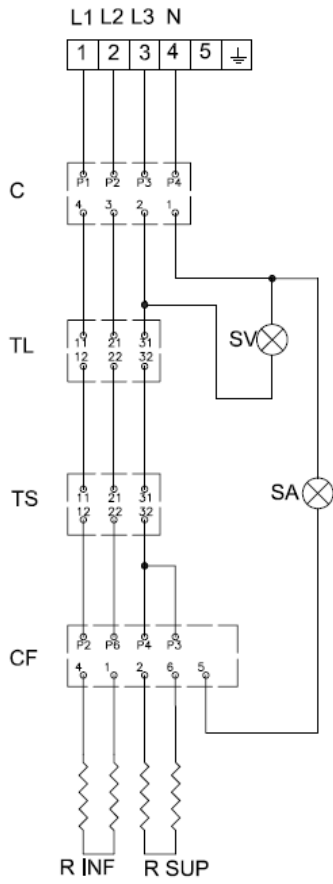 L1 L2 L3 N
1 2 3 4 5
C
P1 P2 P3 P4
4 3 2 1
SV
TL
11 21 31
12 22 32
TS
11 21 31
12 22 32
SA
CF
P2 P6 P4 P3
4 1 2 6 5
R INF R SUP